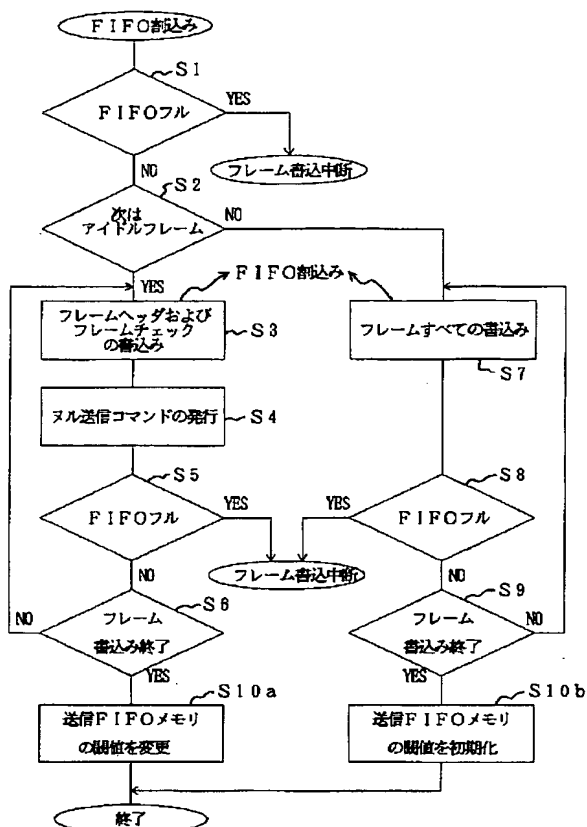 FIFO割込み
S1
FIFOフル
YES
NO
フレーム書込中断
S2
次は
アイドルフレーム
NO
YES
FIFO割込み
フレームヘッダおよび
フレームチェック
の書込み
S3
フレームすべての書込み
S7
ヌル送信コマンドの発行
S4
S5
FIFOフル
YES
NO
S8
YES
FIFOフル
NO
フレーム書込中断
S6
NO
フレーム
書込み終了
YES
S9
フレーム
書込み終了
NO
YES
S10a
送信FIFOメモリ
の閾値を変更
S10b
送信FIFOメモリ
の閾値を初期化
終了